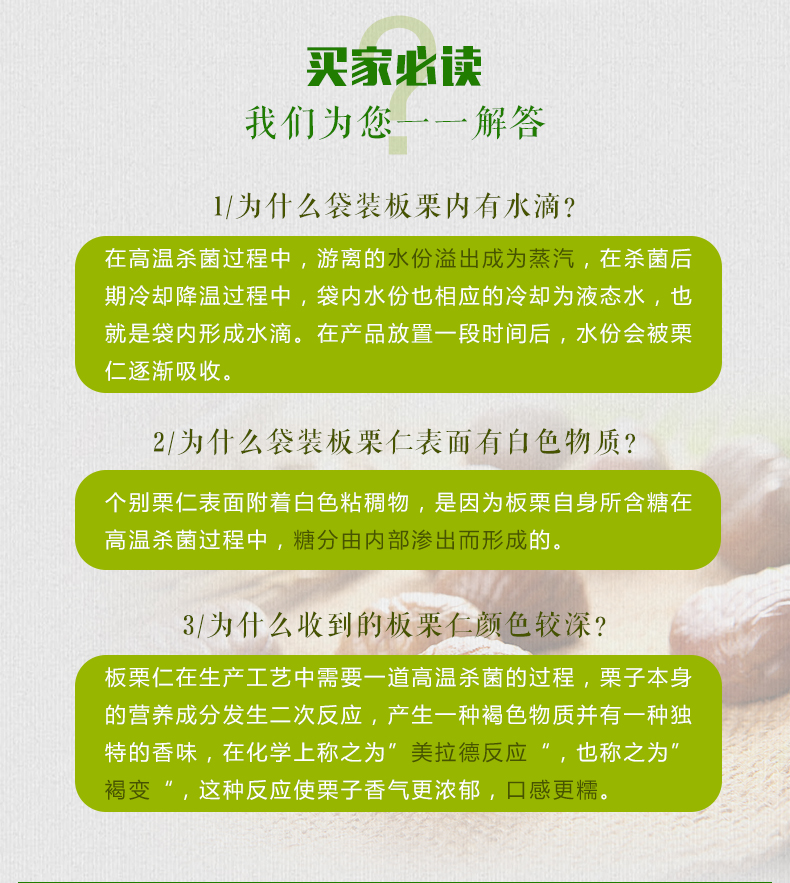 ?
买家必读
我们为您一一解答
1/为什么袋装板栗内有水滴?
在高温杀菌过程中，游离的水份溢出成为蒸汽，在杀菌后
期冷却降温过程中，袋内水份也相应的冷却为液态水，也
就是袋内形成水滴。在产品放置一段时间后，水份会被栗
仁逐渐吸收。
2/为什么袋装板栗仁表面有白色物质?
个别栗仁表面附着白色粘稠物，是因为板栗自身所含糖在
高温杀菌过程中，糖分由内部渗出而形成的。
3/为什么收到的板栗仁颜色较深?
板栗仁在生产工艺中需要一道高温杀菌的过程，栗子本身
的营养成分发生二次反应，产生一种褐色物质并有一种独
特的香味，在化学上称之为”美拉德反应“，也称之为”
褐变“，这种反应使栗子香气更浓郁，口感更糯。